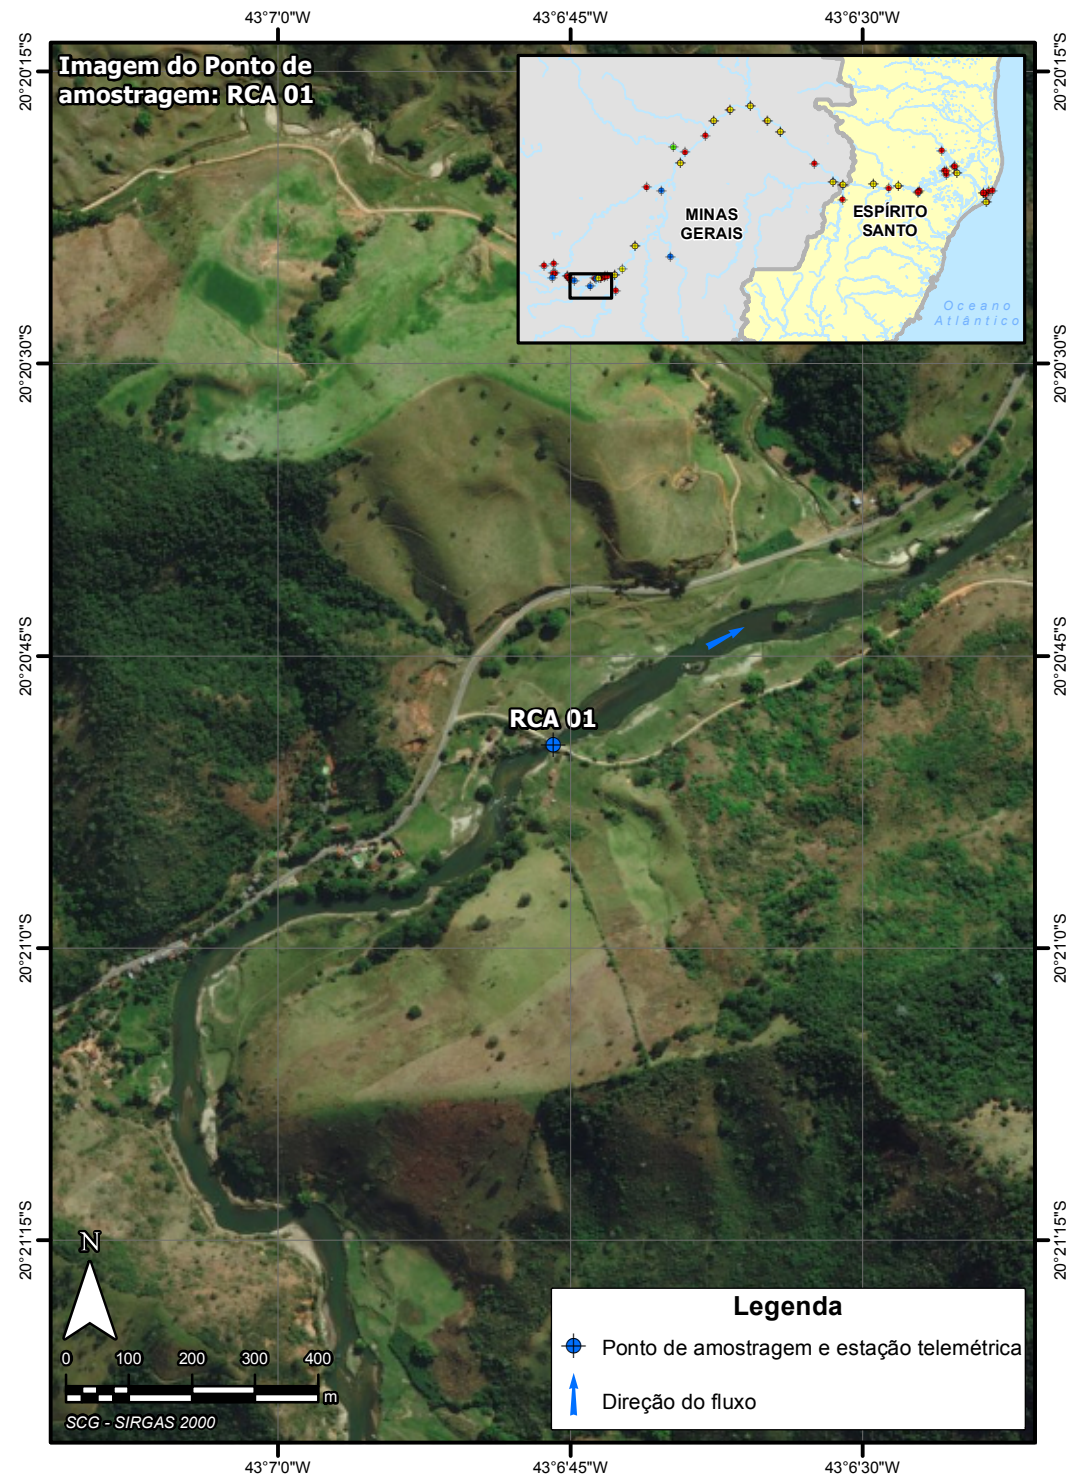 43°7'0"W
43°6'45"W
43°6'30"W
20°20'15"S
20°20'15"S
Imagem do Ponto de
amostragem: RCA 01
MINAS
GERAIS
ESPÍRITO
SANTO
Oceano
Atlântico
20°20'30"S
20°20'30"S
20°20'45"S
20°20'45"S
RCA 01
20°21'0"S
20°21'0"S
20°21'15"S
20°21'15"S
N
0 100 200 300 400
m
SCG - SIRGAS 2000
Legenda
Ponto de amostragem e estação telemétrica
Direção do fluxo
43°7'0"W
43°6'45"W
43°6'30"W